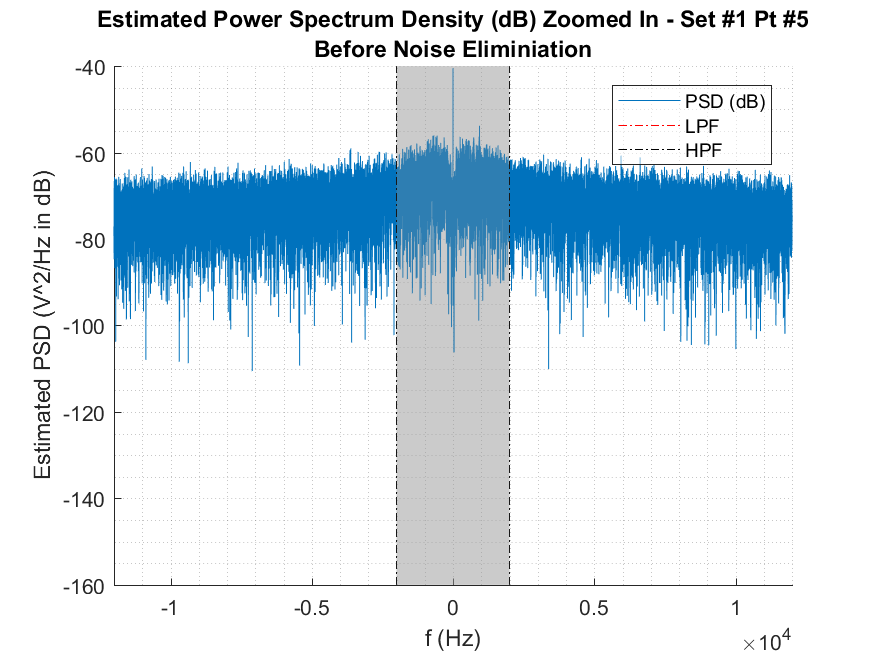 Estimated Power Spectrum Density (dB) Zoomed In - Set #1 Pt #5
Before Noise Eliminiation
-40
-60
-80
-100
-120
-140
-160
Estimated PSD (V^2/Hz in dB)
PSD (dB)
LPF
HPF
-1
-0.5
0
0.5
1
f (Hz)
×10^4